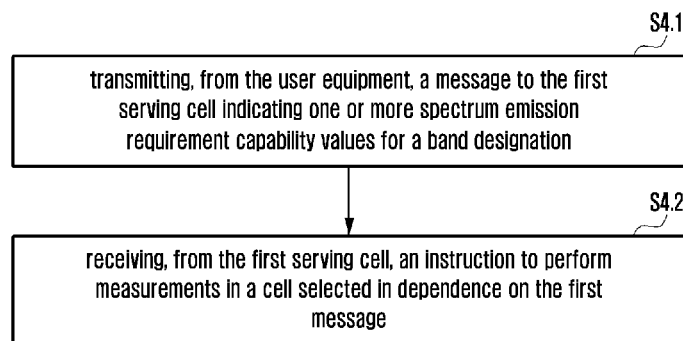 S4.1
transmitting, from the user equipment, a message to the first
serving cell indicating one or more spectrum emission
requirement capability values for a band designation
S4.2
receiving, from the first serving cell, an instruction to perform
measurements in a cell selected in dependence on the first
message